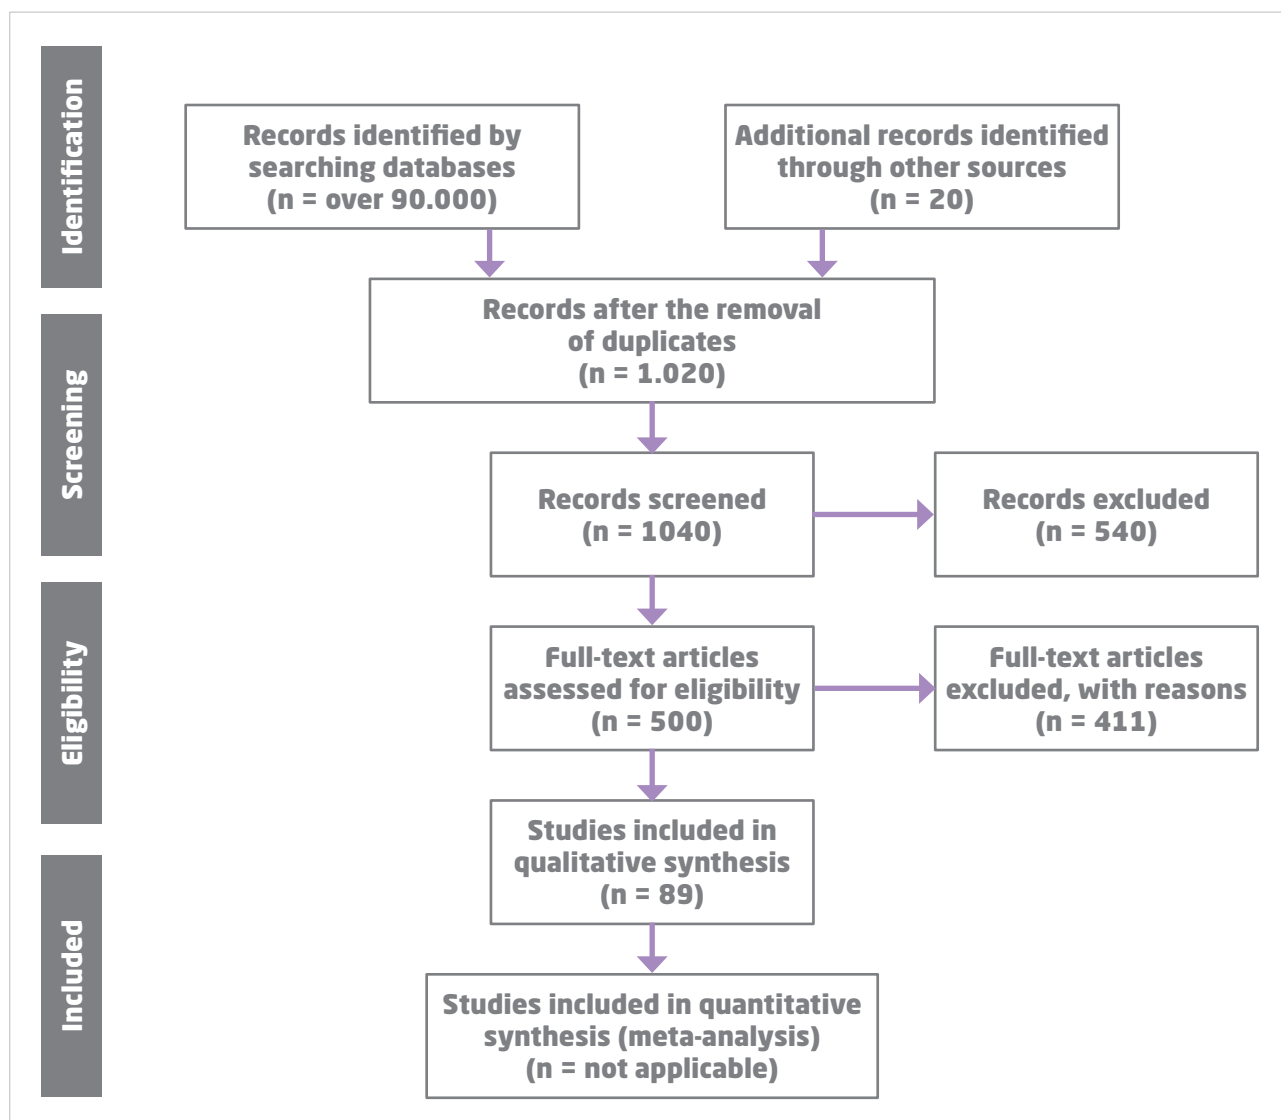 Identification
Records identified by
searching databases
(n = over 90.000)
Additional records identified
through other sources
(n = 20)
Records after the removal
of duplicates
(n = 1.020)
Screening
Records screened
(n = 1040)
Records excluded
(n = 540)
Eligibility
Full-text articles
assessed for eligibility
(n = 500)
Full-text articles
excluded, with reasons
(n = 411)
Studies included in
qualitative synthesis
(n = 89)
Included
Studies included in quantitative
synthesis (meta-analysis)
(n = not applicable)